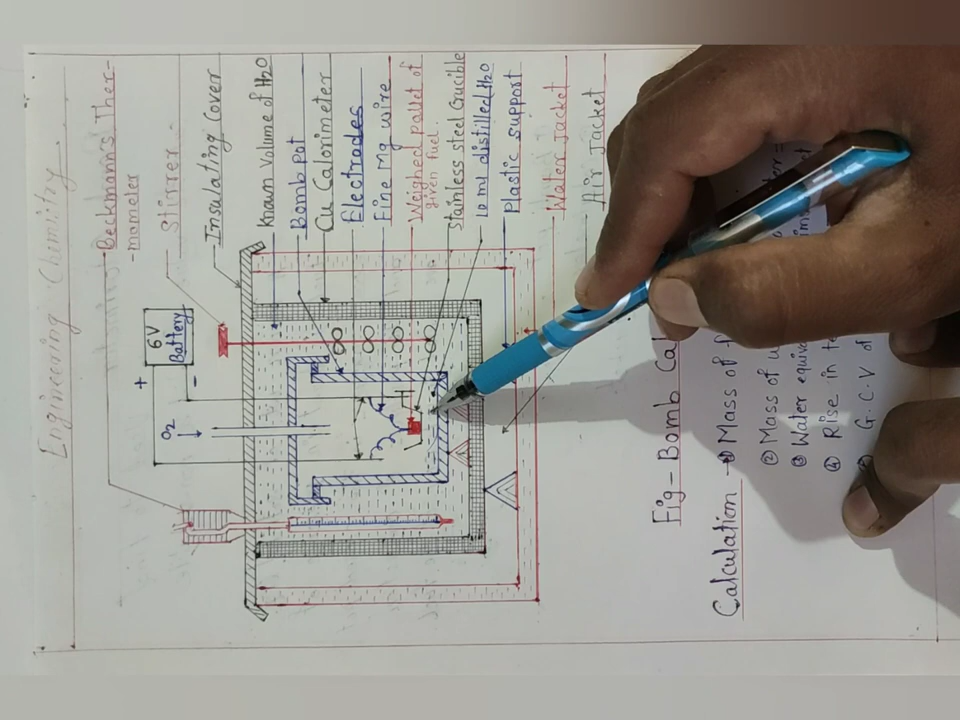 Engineering Chemistry
Beckmann's Ther-
-mometer
Stirrer
Insulating Cover
Known Volume of H2O
Bomb pot
Cu Calorimeter
Electrodes
Fine mg wire
Weighed pallet of
given fuel.
Stainless steel Crucible
10 ml distilled H2O
Plastic support
Water Jacket
Air Jacket
6V
Battery
+
-
O2
Fig- Bomb Cal
Calculation → ① Mass of f
② Mass of w
③ Water equiva
④ Rise in te
G.C.V of